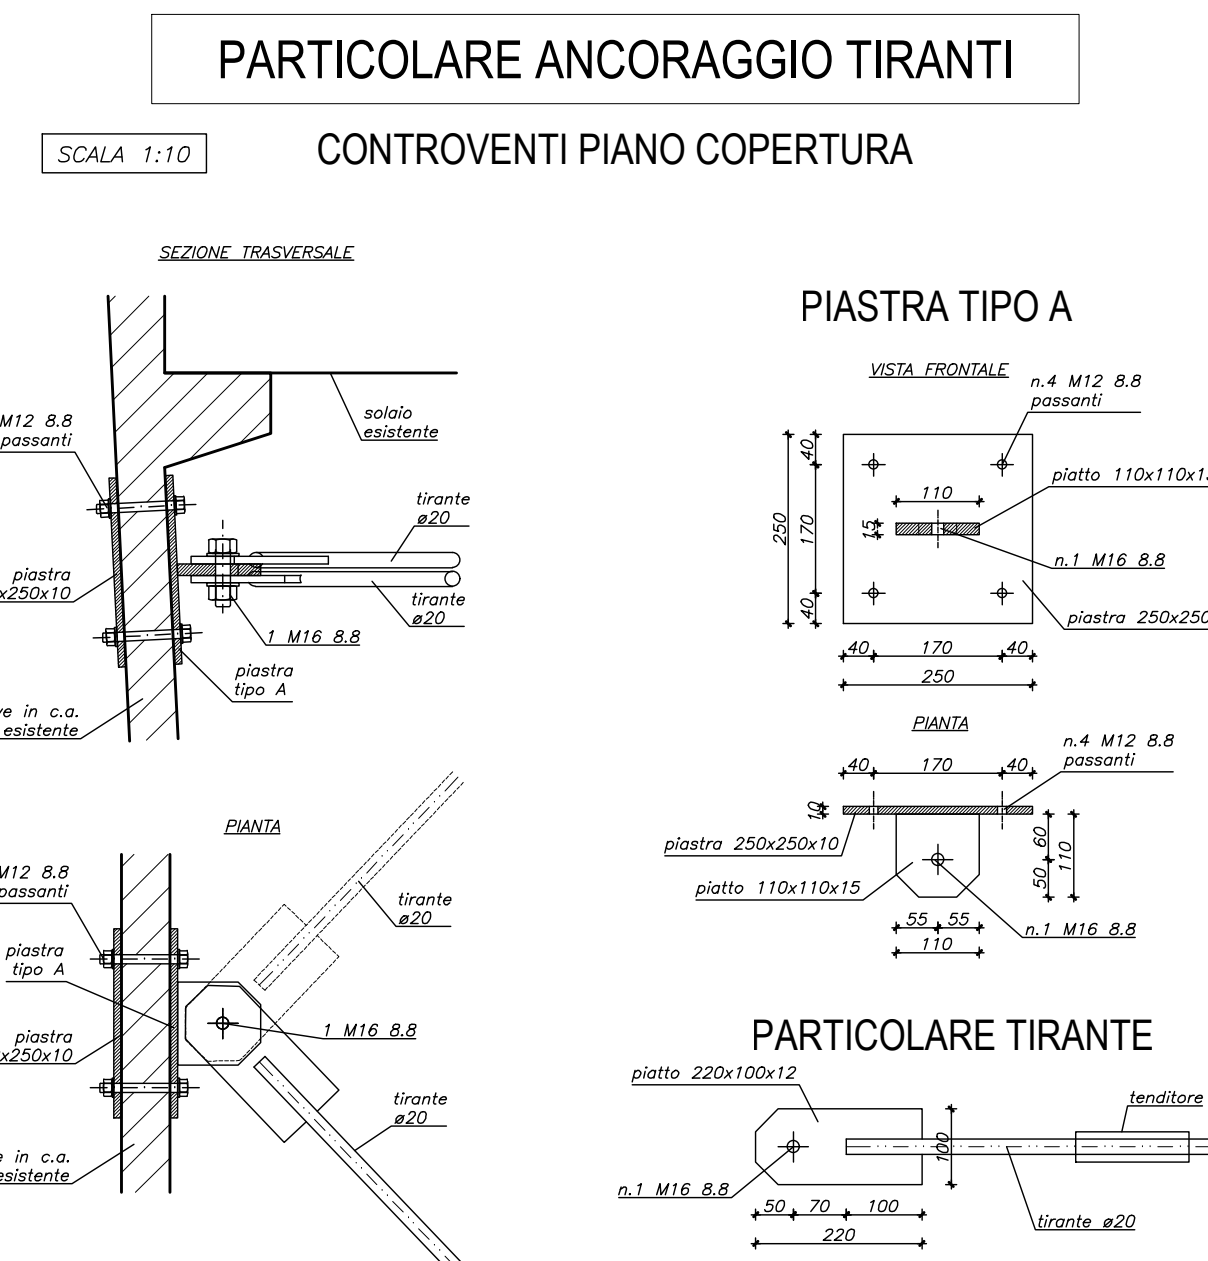 PARTICOLARE ANCORAGGIO TIRANTI
SCALA 1:10
CONTROVENTI PIANO COPERTURA
SEZIONE TRASVERSALE
M12 8.8
passanti
solaio
esistente
tirante
ø20
piastra
x250x10
tirante
ø20
1 M16 8.8
piastra
tipo A
in c.a.
esistente
PIANTA
M12 8.8
passanti
tirante
ø20
piastra
tipo A
1 M16 8.8
piastra
x250x10
tirante
ø20
in c.a.
esistente
PIASTRA TIPO A
VISTA FRONTALE
n.4 M12 8.8
passanti
40
170
40
250
110
15
piatto 110x110x1
n.1 M16 8.8
piastra 250x250
40
170
40
250
PIANTA
n.4 M12 8.8
passanti
40
170
40
10
piastra 250x250x10
60
50
110
piatto 110x110x15
55
55
110
n.1 M16 8.8
PARTICOLARE TIRANTE
piatto 220x100x12
tenditore
100
n.1 M16 8.8
50
70
100
220
tirante ø20